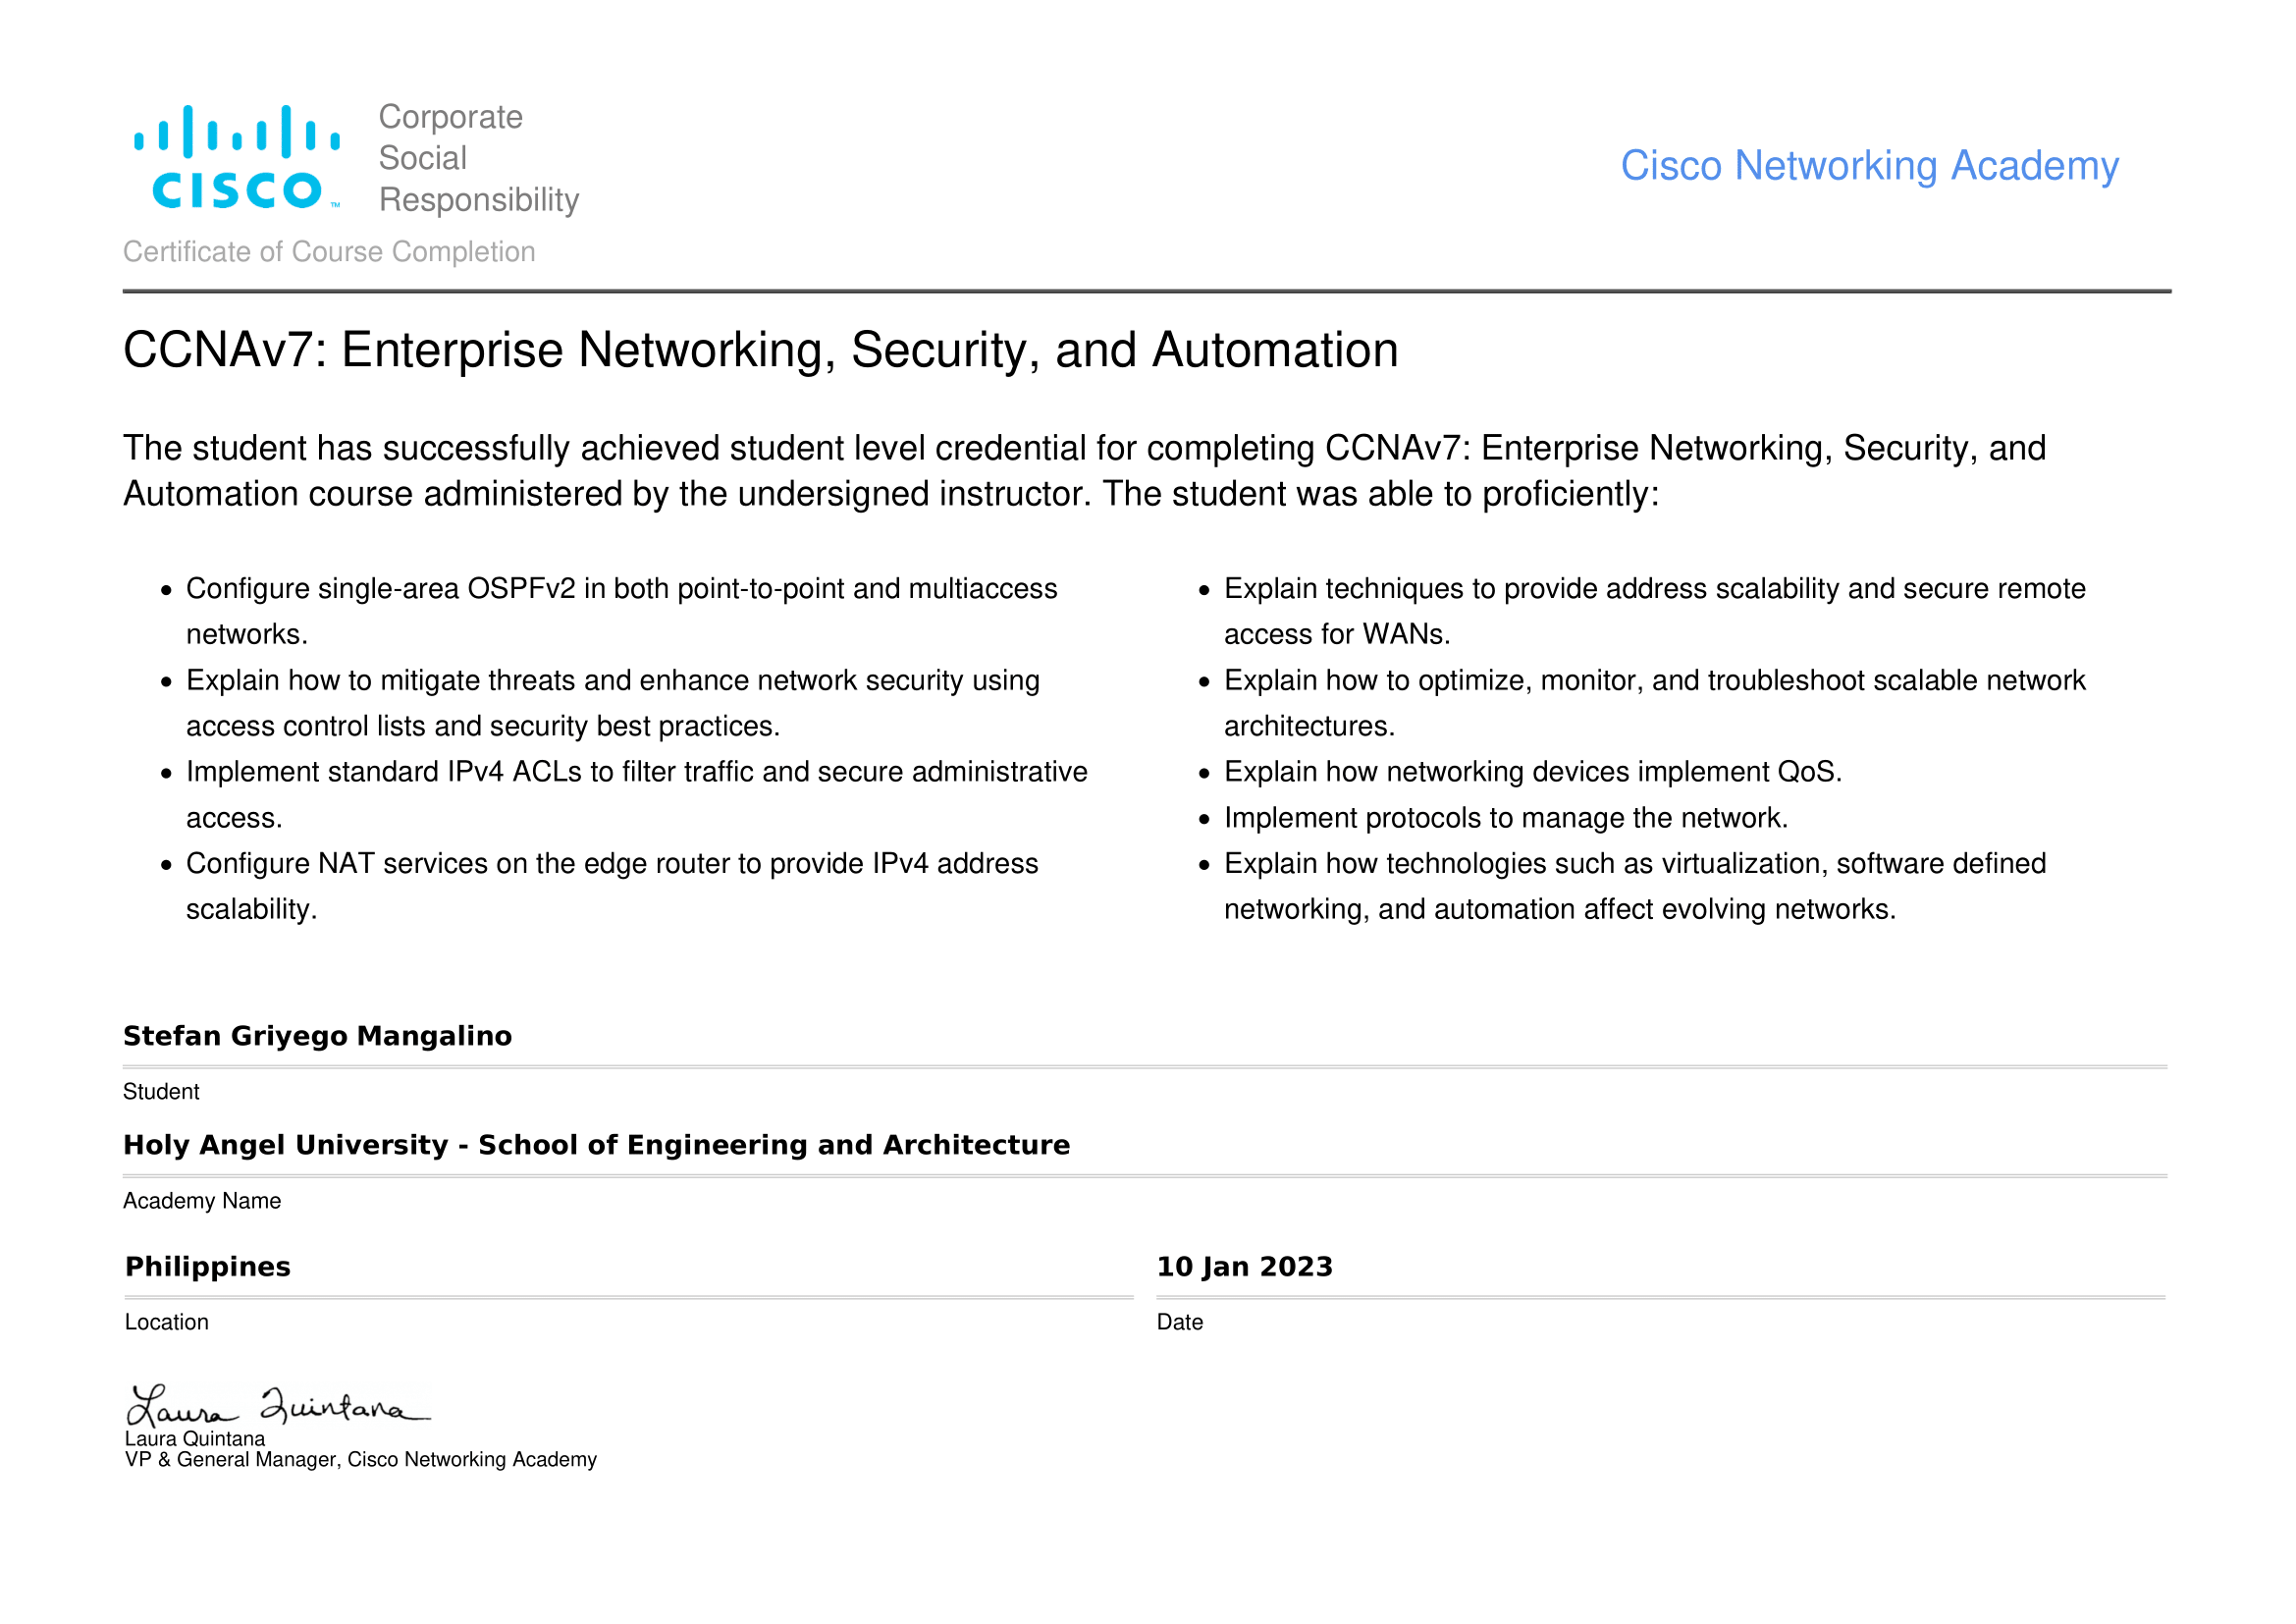 CISCO™
Corporate
Social
Responsibility
Cisco Networking Academy
Certificate of Course Completion
CCNAv7: Enterprise Networking, Security, and Automation
The student has successfully achieved student level credential for completing CCNAv7: Enterprise Networking, Security, and
Automation course administered by the undersigned instructor. The student was able to proficiently:
• Configure single-area OSPFv2 in both point-to-point and multiaccess
networks.
• Explain how to mitigate threats and enhance network security using
access control lists and security best practices.
• Implement standard IPv4 ACLs to filter traffic and secure administrative
access.
• Configure NAT services on the edge router to provide IPv4 address
scalability.
• Explain techniques to provide address scalability and secure remote
access for WANs.
• Explain how to optimize, monitor, and troubleshoot scalable network
architectures.
• Explain how networking devices implement QoS.
• Implement protocols to manage the network.
• Explain how technologies such as virtualization, software defined
networking, and automation affect evolving networks.
Stefan Griyego Mangalino
Student
Holy Angel University - School of Engineering and Architecture
Academy Name
Philippines
Location
10 Jan 2023
Date
Laura Quintana
Laura Quintana
VP & General Manager, Cisco Networking Academy